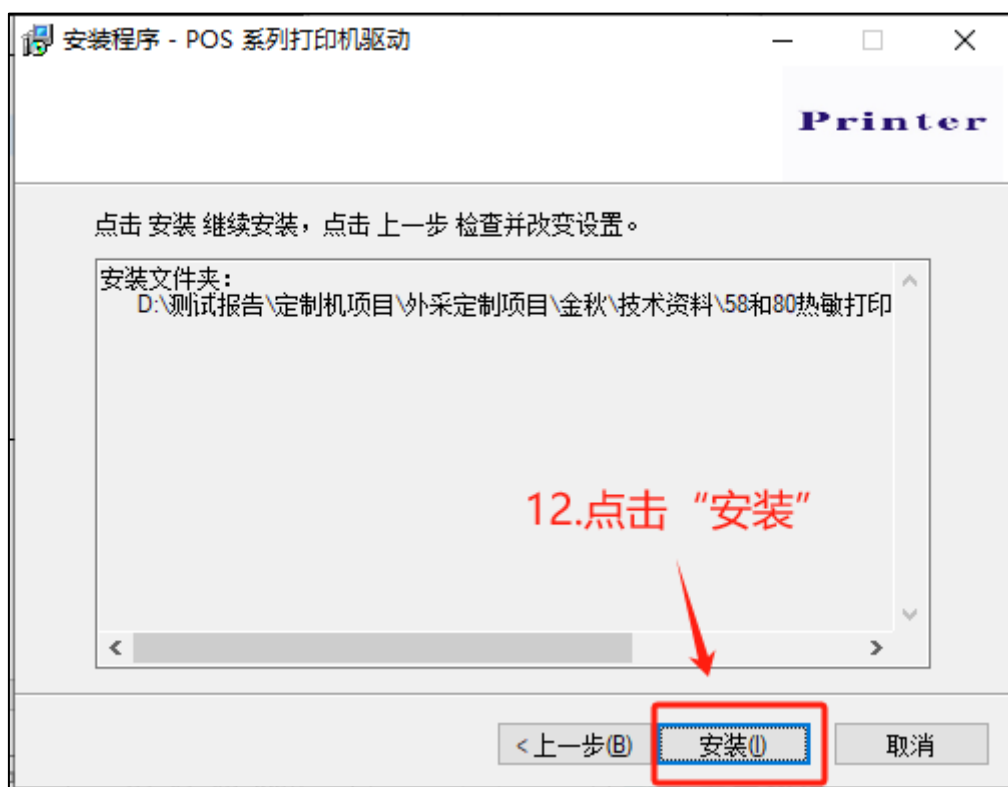 安装程序 - POS 系列打印机驱动
Printer
点击 安装 继续安装，点击 上一步 检查并改变设置。
安装文件夹：
D:\测试报告\定制机项目\外采定制项目\金秋\技术资料\58和80热敏打印
12.点击“安装”
<上一步(B)
安装(I)
取消